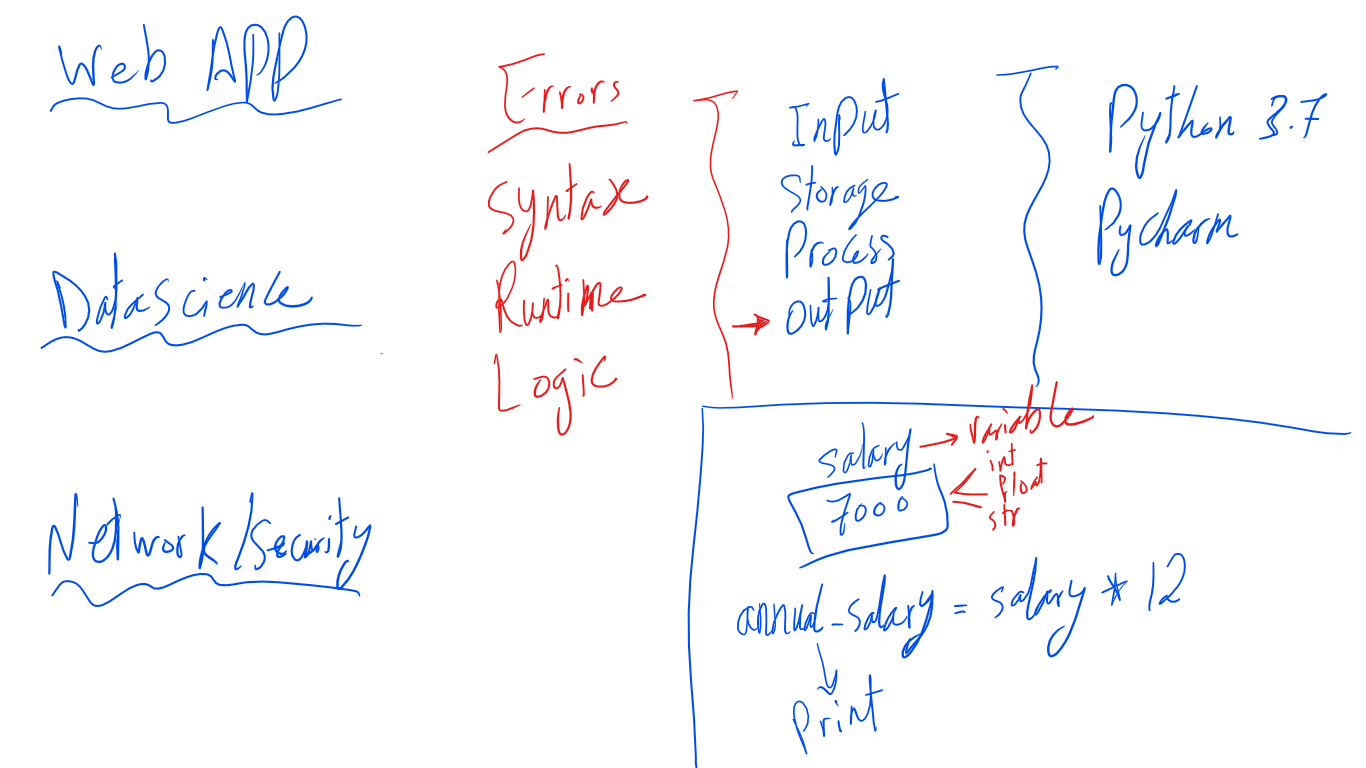 Web APP
Datascience
Network/Security
Errors
Syntax
Runtime
Logic
InPut
Storage
Process
outPut
Python 3.7
Pycharm
salary → variable
7000
int
float
str
annual_salary = salary * 12
print